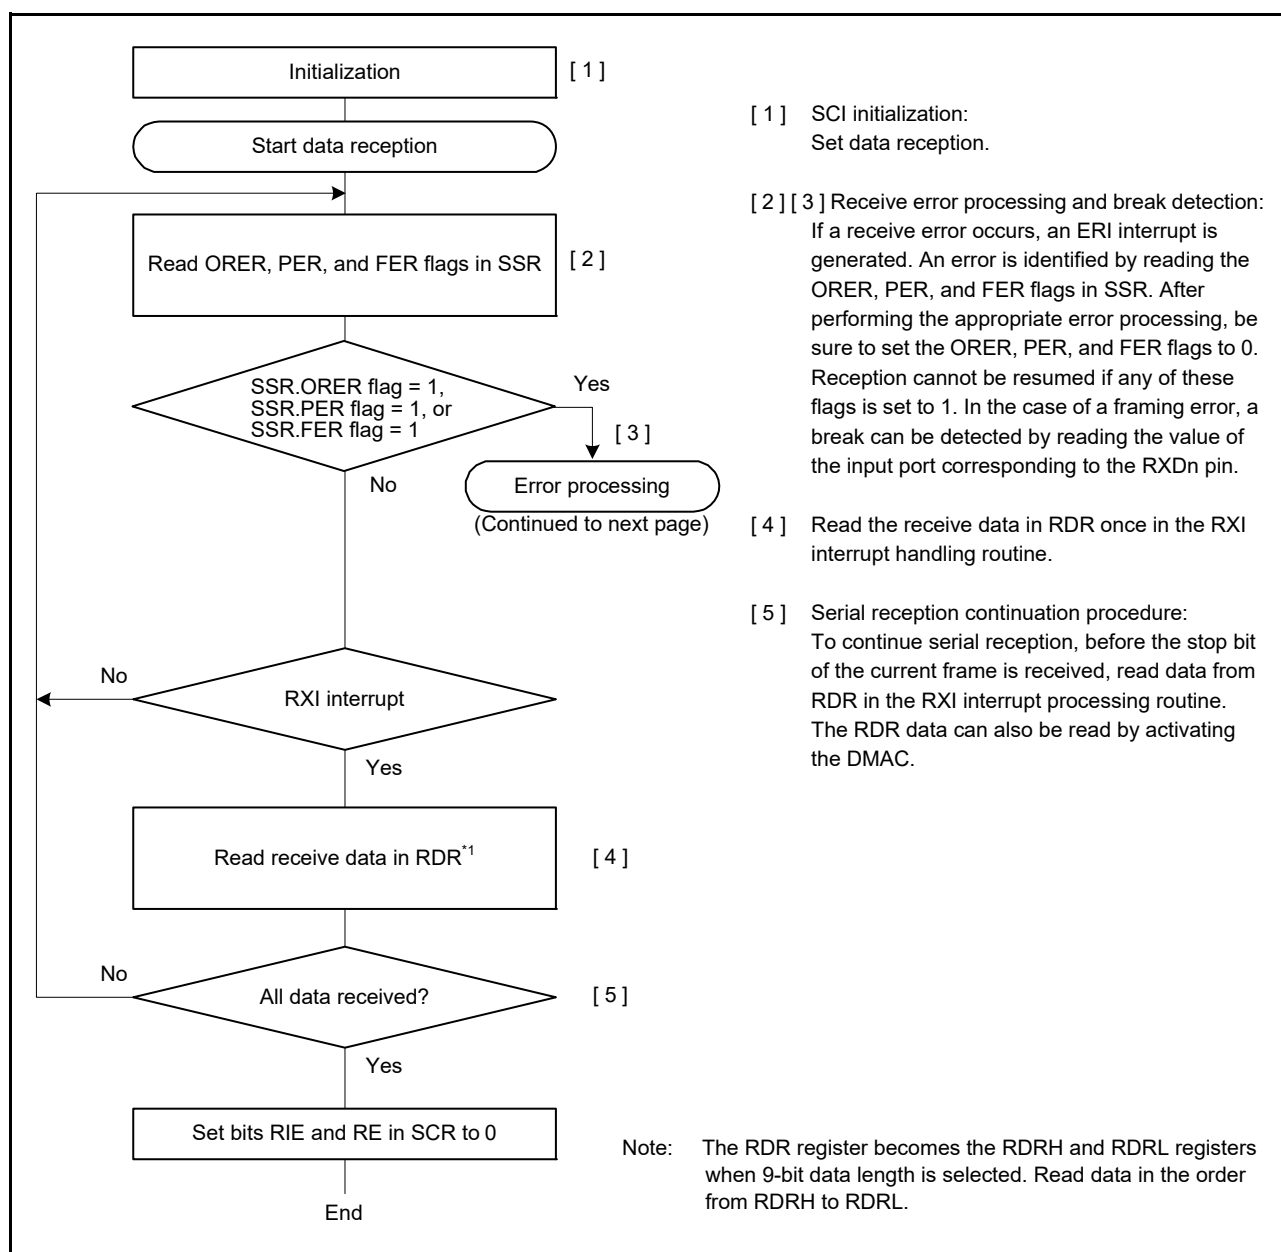 Initialization
[ 1 ]
Start data reception
Read ORER, PER, and FER flags in SSR
[ 2 ]
SSR.ORER flag = 1,
SSR.PER flag = 1, or
SSR.FER flag = 1
Yes
[ 3 ]
No
Error processing
(Continued to next page)
No
RXI interrupt
Yes
Read receive data in RDR*1
[ 4 ]
No
All data received?
[ 5 ]
Yes
Set bits RIE and RE in SCR to 0
End
[ 1 ] SCI initialization:
Set data reception.
[ 2 ] [ 3 ] Receive error processing and break detection:
If a receive error occurs, an ERI interrupt is
generated. An error is identified by reading the
ORER, PER, and FER flags in SSR. After
performing the appropriate error processing, be
sure to set the ORER, PER, and FER flags to 0.
Reception cannot be resumed if any of these
flags is set to 1. In the case of a framing error, a
break can be detected by reading the value of
the input port corresponding to the RXDn pin.
[ 4 ] Read the receive data in RDR once in the RXI
interrupt handling routine.
[ 5 ] Serial reception continuation procedure:
To continue serial reception, before the stop bit
of the current frame is received, read data from
RDR in the RXI interrupt processing routine.
The RDR data can also be read by activating
the DMAC.
Note: The RDR register becomes the RDRH and RDRL registers
when 9-bit data length is selected. Read data in the order
from RDRH to RDRL.